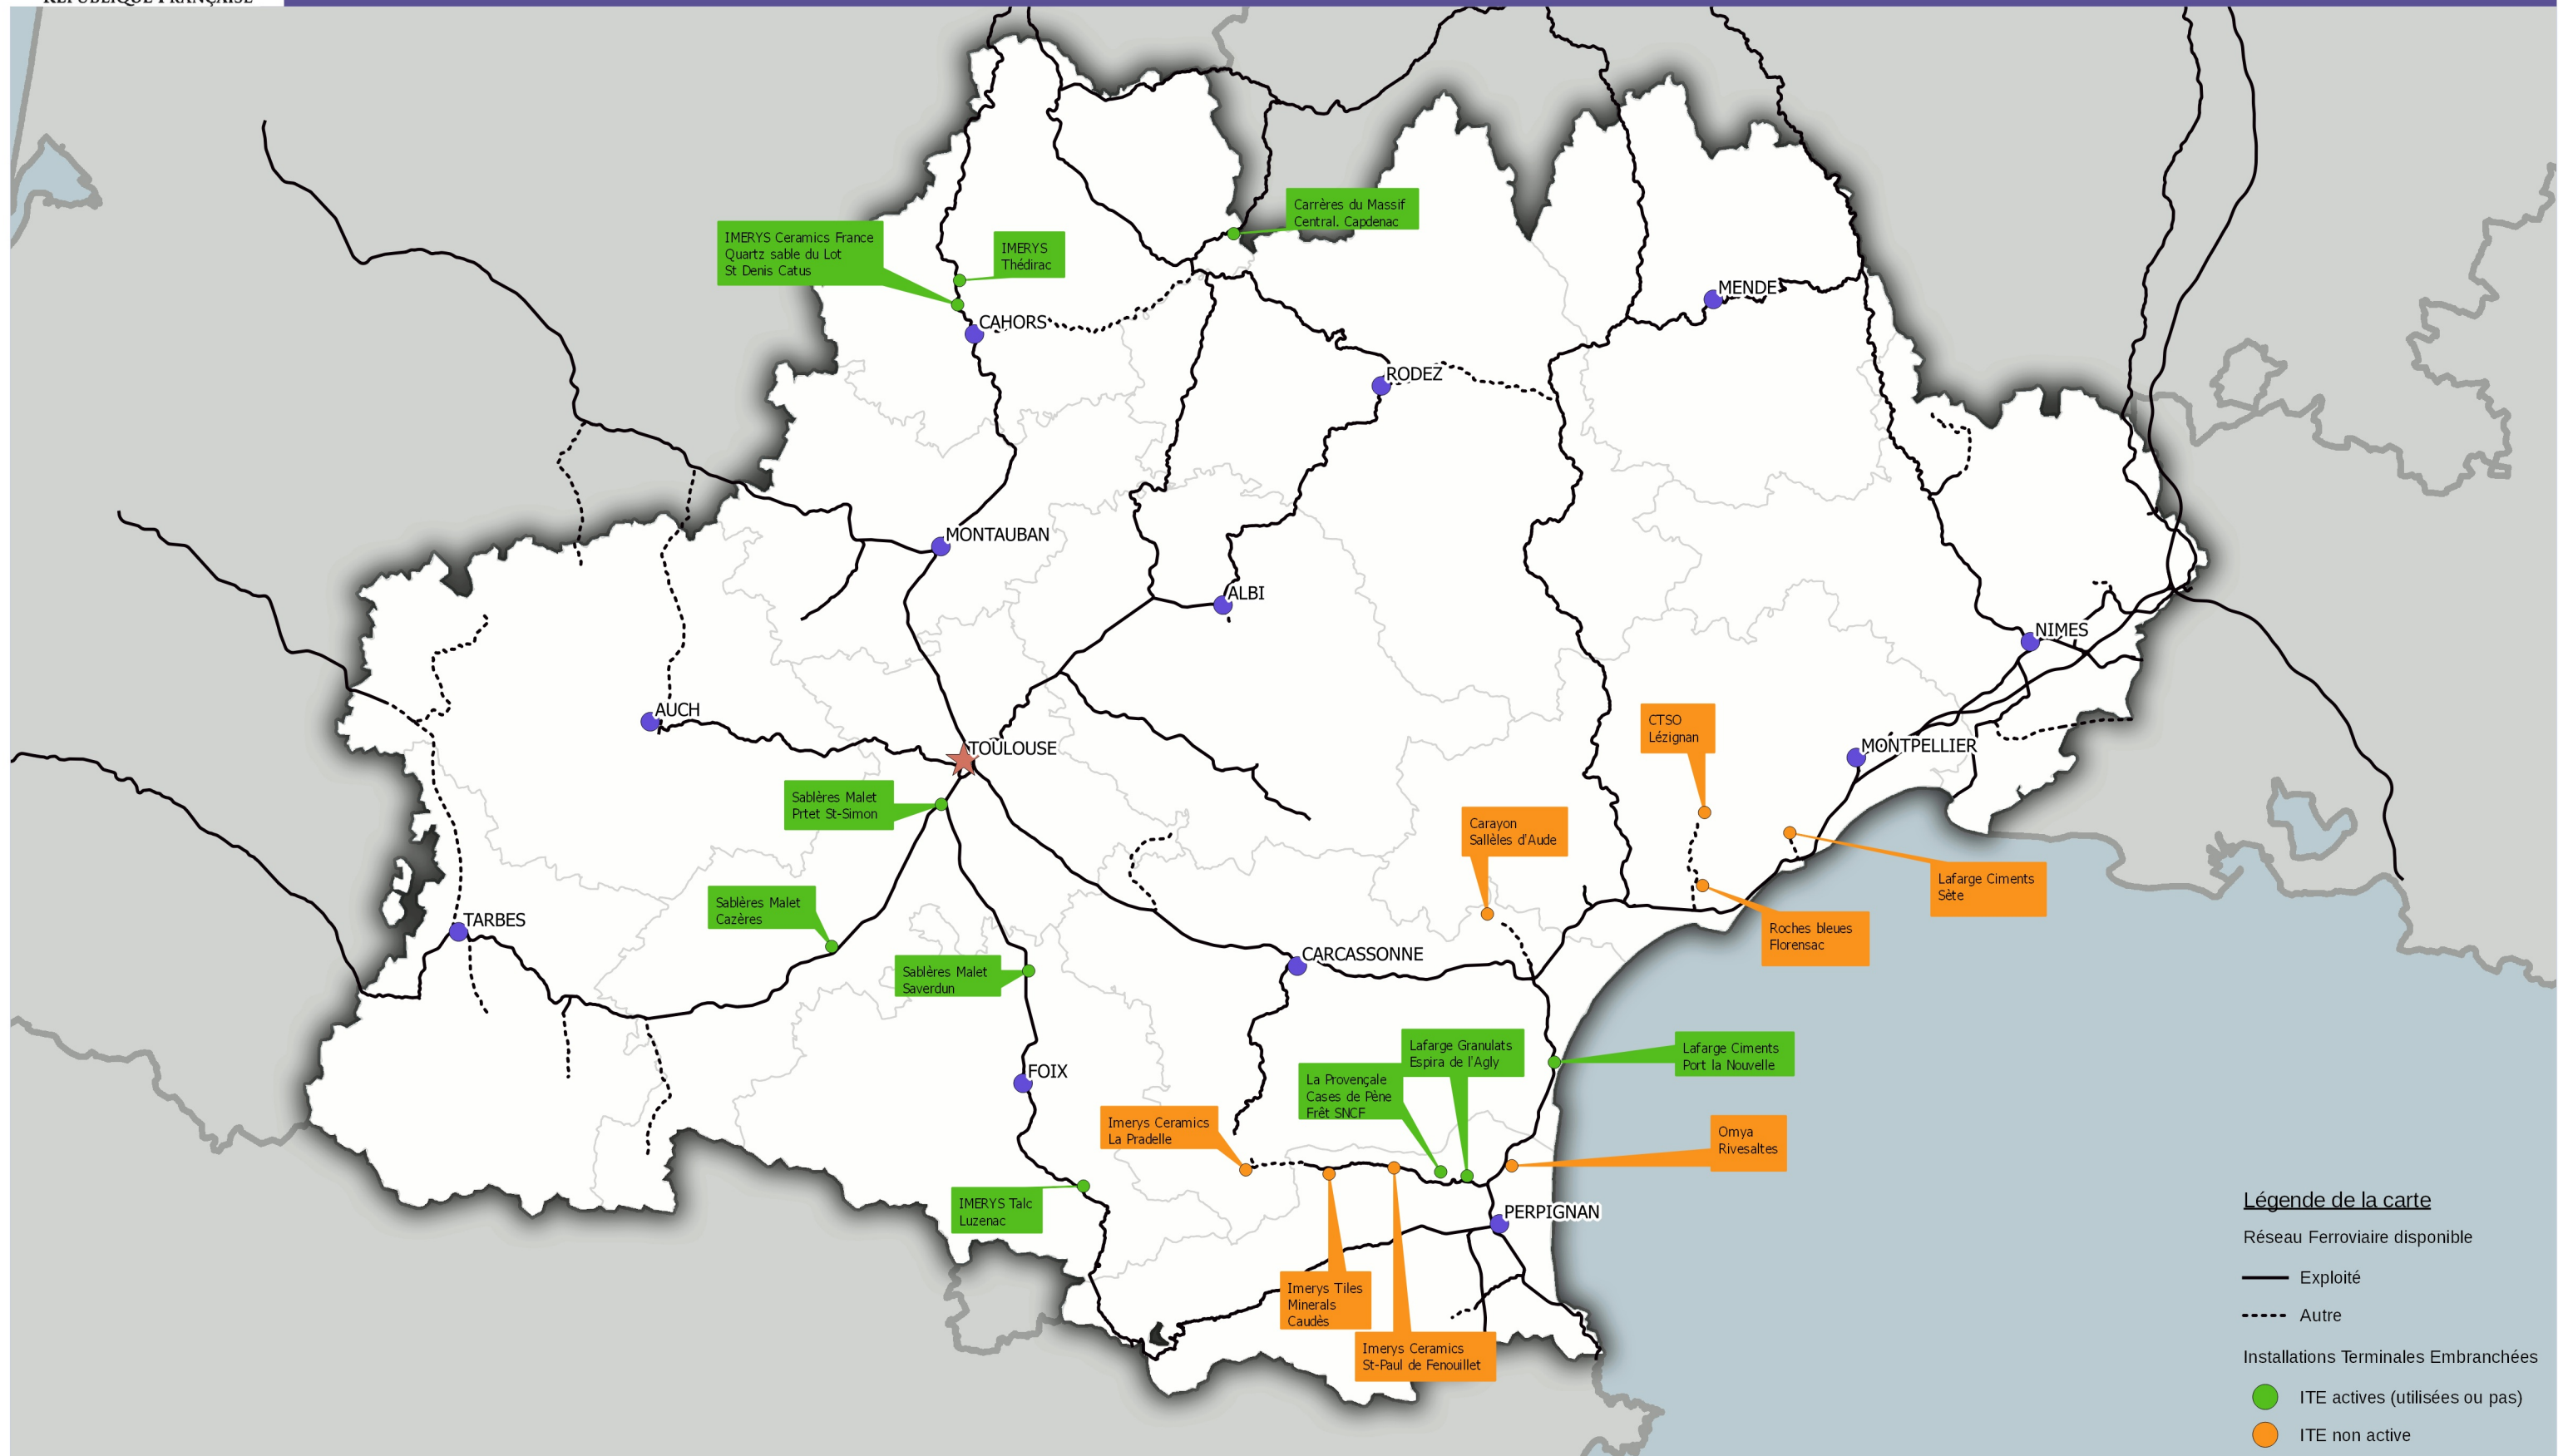 RÉPUBLIQUE FRANÇAISE
Carrères du Massif
Central. Capdenac
IMERYS Ceramics France
Quartz sable du Lot
St Denis Catus
IMERYS
Thédirac
MENDE
CAHORS
RODEZ
MONTAUBAN
ALBI
NIMES
AUCH
TOULOUSE
CTSO
Lézignan
MONTPELLIER
Sablères Malet
Prtet St-Simon
Carayon
Sallèles d'Aude
Lafarge Ciments
Sète
Sablères Malet
Cazères
TARBES
Roches bleues
Florensac
CARCASSONNE
Sablères Malet
Saverdun
Lafarge Granulats
Espira de l'Agly
Lafarge Ciments
Port la Nouvelle
FOIX
La Provençale
Cases de Pène
Frêt SNCF
Imerys Ceramics
La Pradelle
Omya
Rivesaltes
IMERYS Talc
Luzenac
PERPIGNAN
Imerys Tiles
Minerals
Caudès
Imerys Ceramics
St-Paul de Fenouillet
Légende de la carte
Réseau Ferroviaire disponible
Exploité
Autre
Installations Terminales Embranchées
ITE actives (utilisées ou pas)
ITE non active